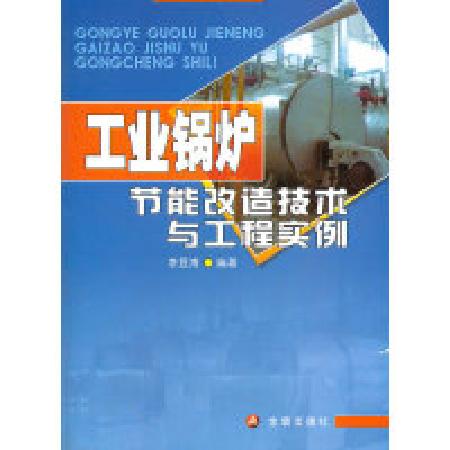 GONGYE GUOLU JIENENG
GAIZAO JISHU YU
GONGCHENG SHILI
工业锅炉
节能改造技术
与工程实例
编著
金盾出版社